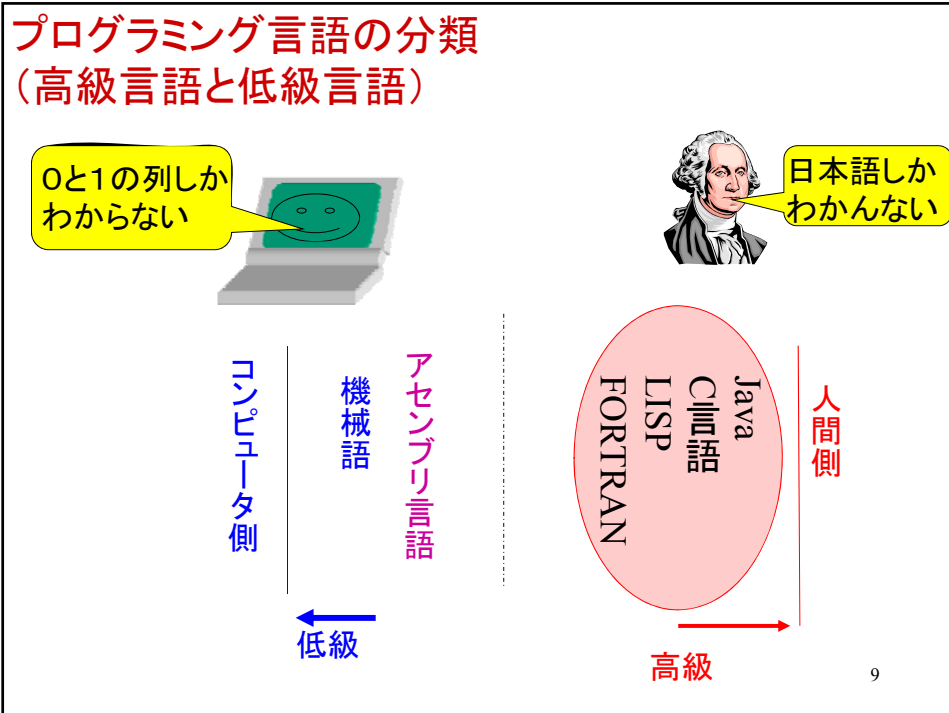 プログラミング言語の分類
（高級言語と低級言語）
0と1の列しか
わからない
日本語しか
わかんない
コンピュータ側
機械語
アセンブリ言語
Java
C言語
LISP
FORTRAN
人間側
低級
高級
9